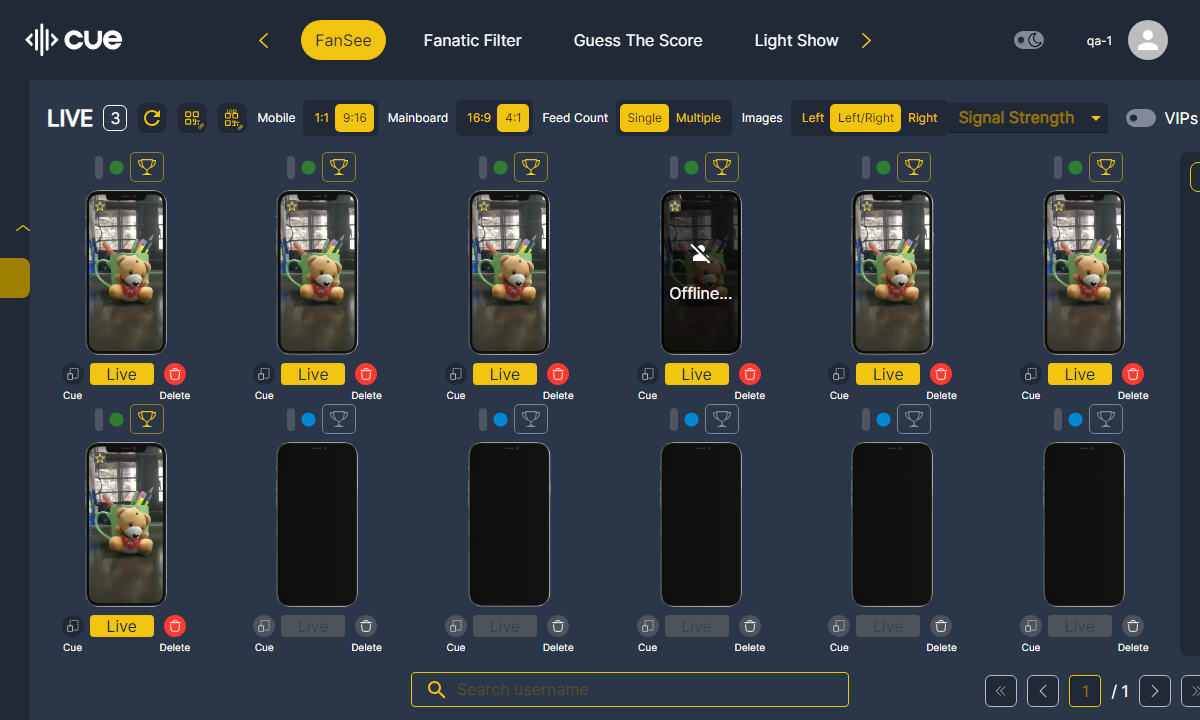 cue
FanSee
Fanatic Filter
Guess The Score
Light Show
qa-1
LIVE 3
Mobile 1:1 9:16
Mainboard 16:9 4:1
Feed Count Single Multiple
Images Left Left/Right Right
Signal Strength
VIPs
Offline...
Live Live Live Live Live Live
Cue Delete Cue Delete Cue Delete Cue Delete Cue Delete Cue Delete
Live Live Live Live Live Live
Cue Delete Cue Delete Cue Delete Cue Delete Cue Delete Cue Delete
Search username
1 / 1